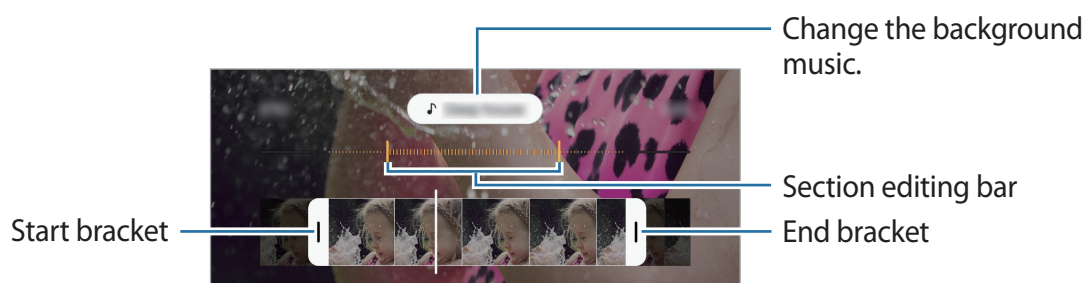 Change the background
music.
Section editing bar
Start bracket
End bracket